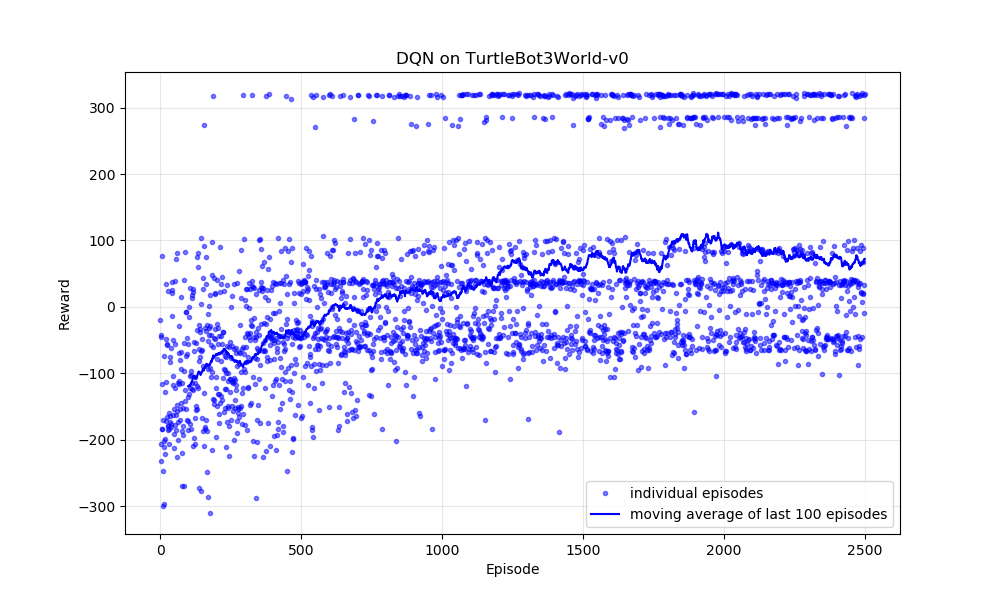 DQN on TurtleBot3World-v0
300
200
100
0
−100
−200
−300
Reward
0
500
1000
1500
2000
2500
Episode
individual episodes
moving average of last 100 episodes